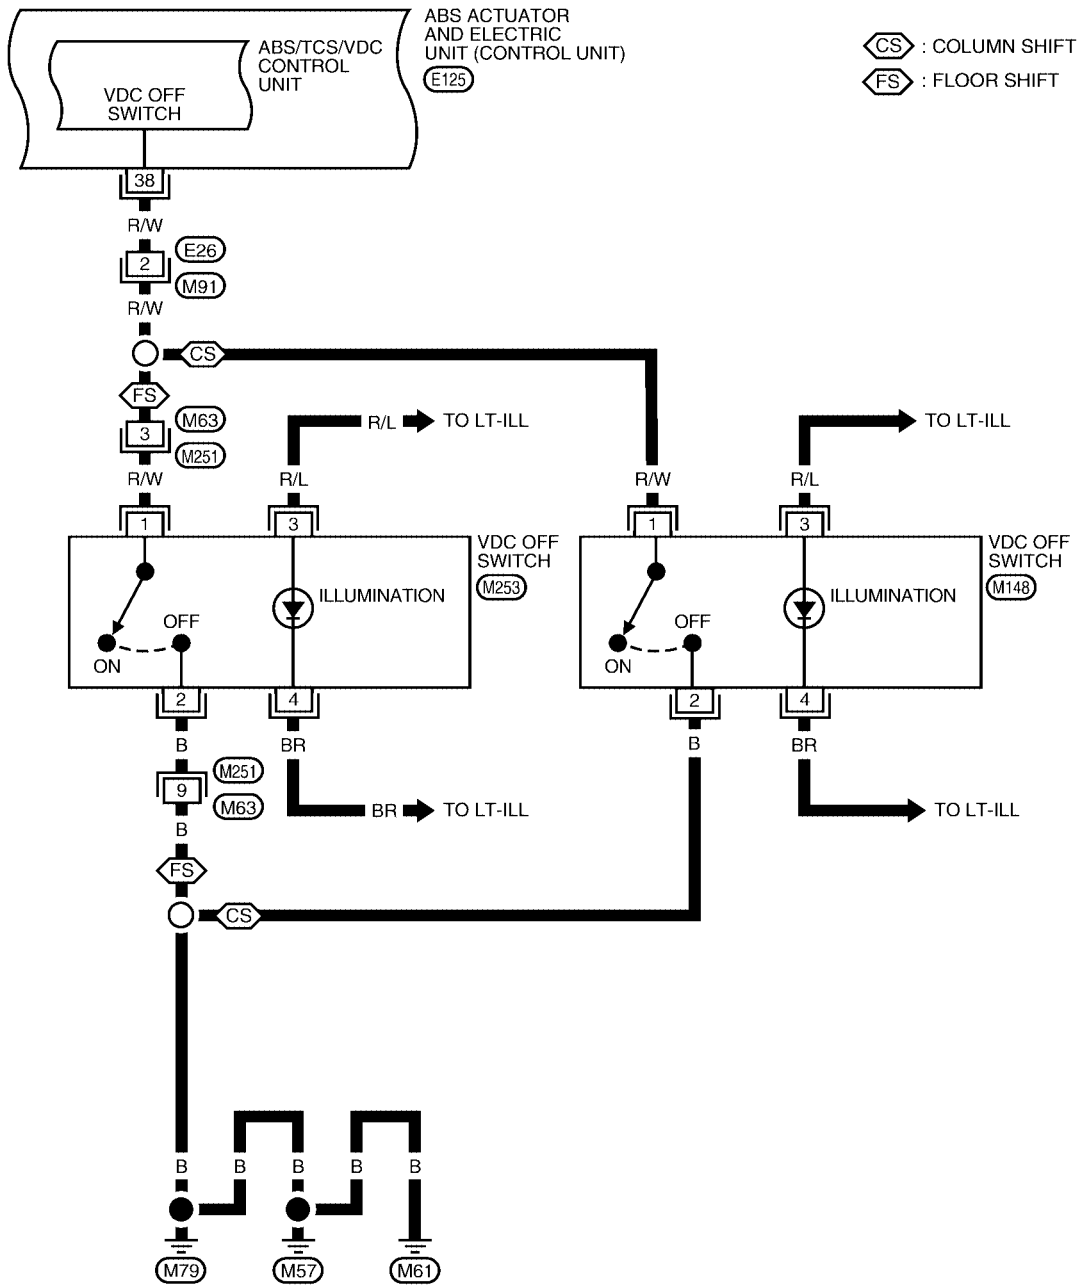 ABS ACTUATOR
AND ELECTRIC
UNIT (CONTROL UNIT)
E125
ABS/TCS/VDC
CONTROL
UNIT
VDC OFF
SWITCH
CS : COLUMN SHIFT
FS : FLOOR SHIFT
38
R/W
2
E26
M91
R/W
CS
FS
3
M63
M251
R/W
R/L TO LT-ILL
R/L
R/W
TO LT-ILL
R/L
1
3
1
3
VDC OFF
SWITCH
M253
ILLUMINATION
OFF
ON
VDC OFF
SWITCH
M148
ILLUMINATION
OFF
ON
2
4
2
4
B
BR
B
BR
9
M251
M63
BR TO LT-ILL
TO LT-ILL
B
FS
CS
B
B
B
B
B
M79
M57
M61